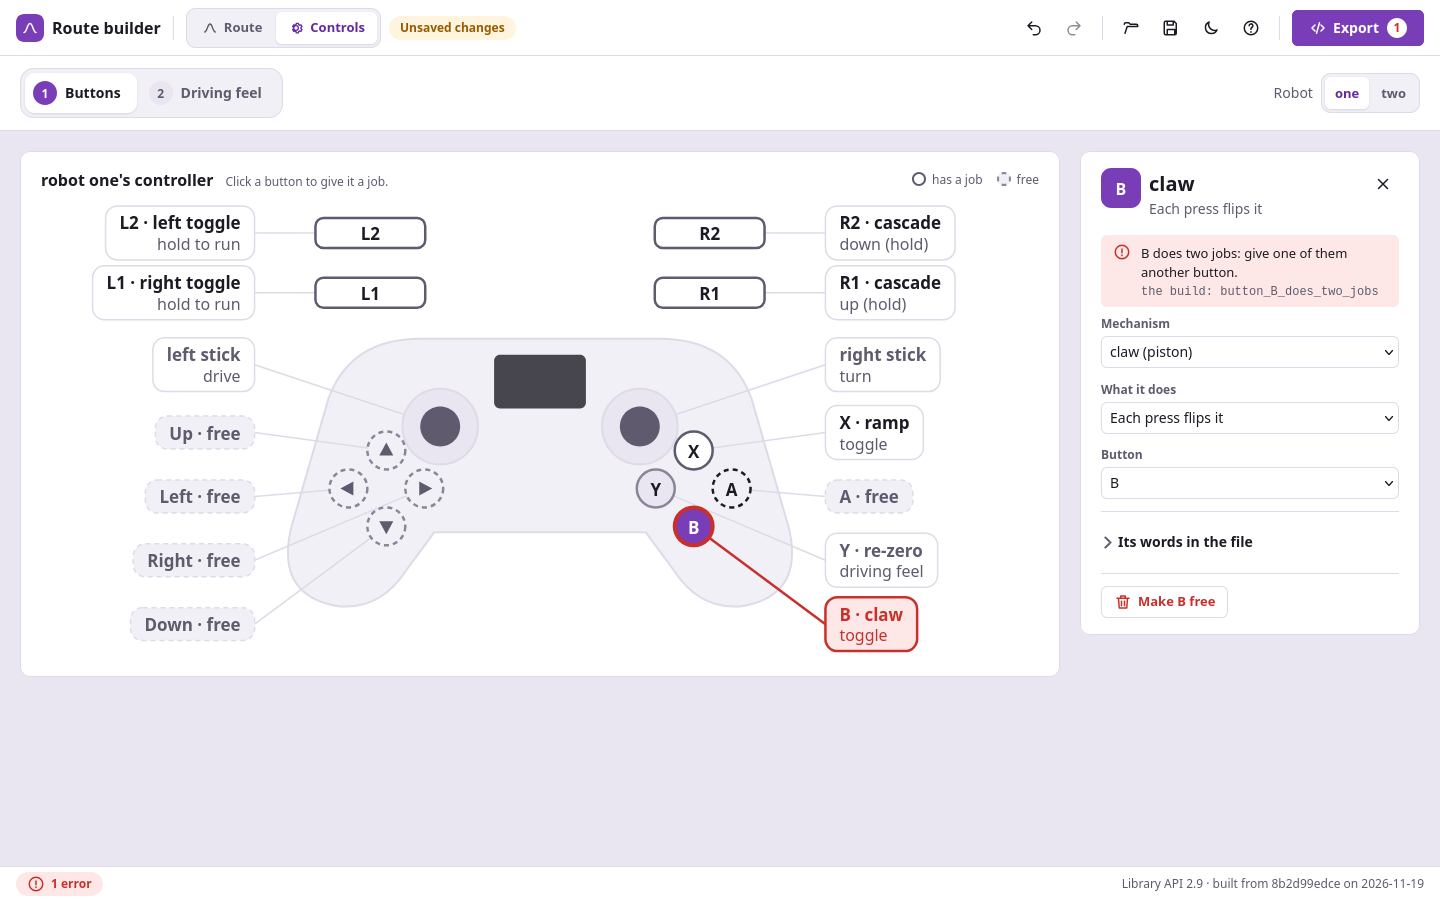 Route builder
Route
Controls
Unsaved changes
Export 1
1 Buttons
2 Driving feel
Robot one two
robot one's controller
Click a button to give it a job.
has a job
free
L2 · left toggle
hold to run
L2
R2
R2 · cascade
down (hold)
L1 · right toggle
hold to run
L1
R1
R1 · cascade
up (hold)
left stick
drive
right stick
turn
Up · free
X
X · ramp
toggle
Left · free
Y
A
A · free
Right · free
B
Y · re-zero
driving feel
Down · free
B · claw
toggle
B
claw
Each press flips it
B does two jobs: give one of them
another button.
the build: button_B_does_two_jobs
Mechanism
claw (piston)
What it does
Each press flips it
Button
B
Its words in the file
Make B free
1 error
Library API 2.9 · built from 8b2d99edce on 2026-11-19